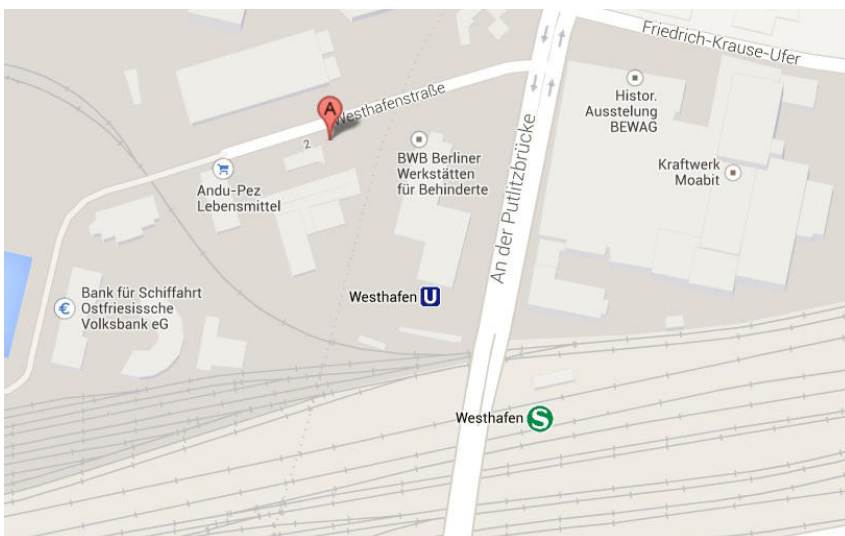 Friedrich-Krause-Ufer
Westhafenstraße
A
2
Histor.
Ausstelung
BEWAG
An der Putlitzbrücke
BWB Berliner
Werkstätten
für Behinderte
Kraftwerk
Moabit
Andu-Pez
Lebensmittel
Westhafen U
€ Bank für Schiffahrt
Ostfriesissche
Volksbank eG
Westhafen S